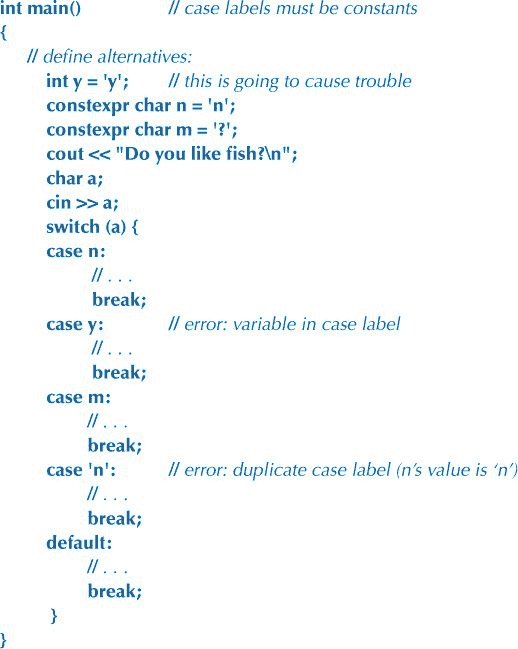 int main() // case labels must be constants
{
// define alternatives:
int y = 'y'; // this is going to cause trouble
constexpr char n = 'n';
constexpr char m = '?';
cout << "Do you like fish?\n";
char a;
cin >> a;
switch (a) {
case n:
// . . .
break;
case y: // error: variable in case label
// . . .
break;
case m:
// . . .
break;
case 'n': // error: duplicate case label (n’s value is ‘n’)
// . . .
break;
default:
// . . .
break;
}
}